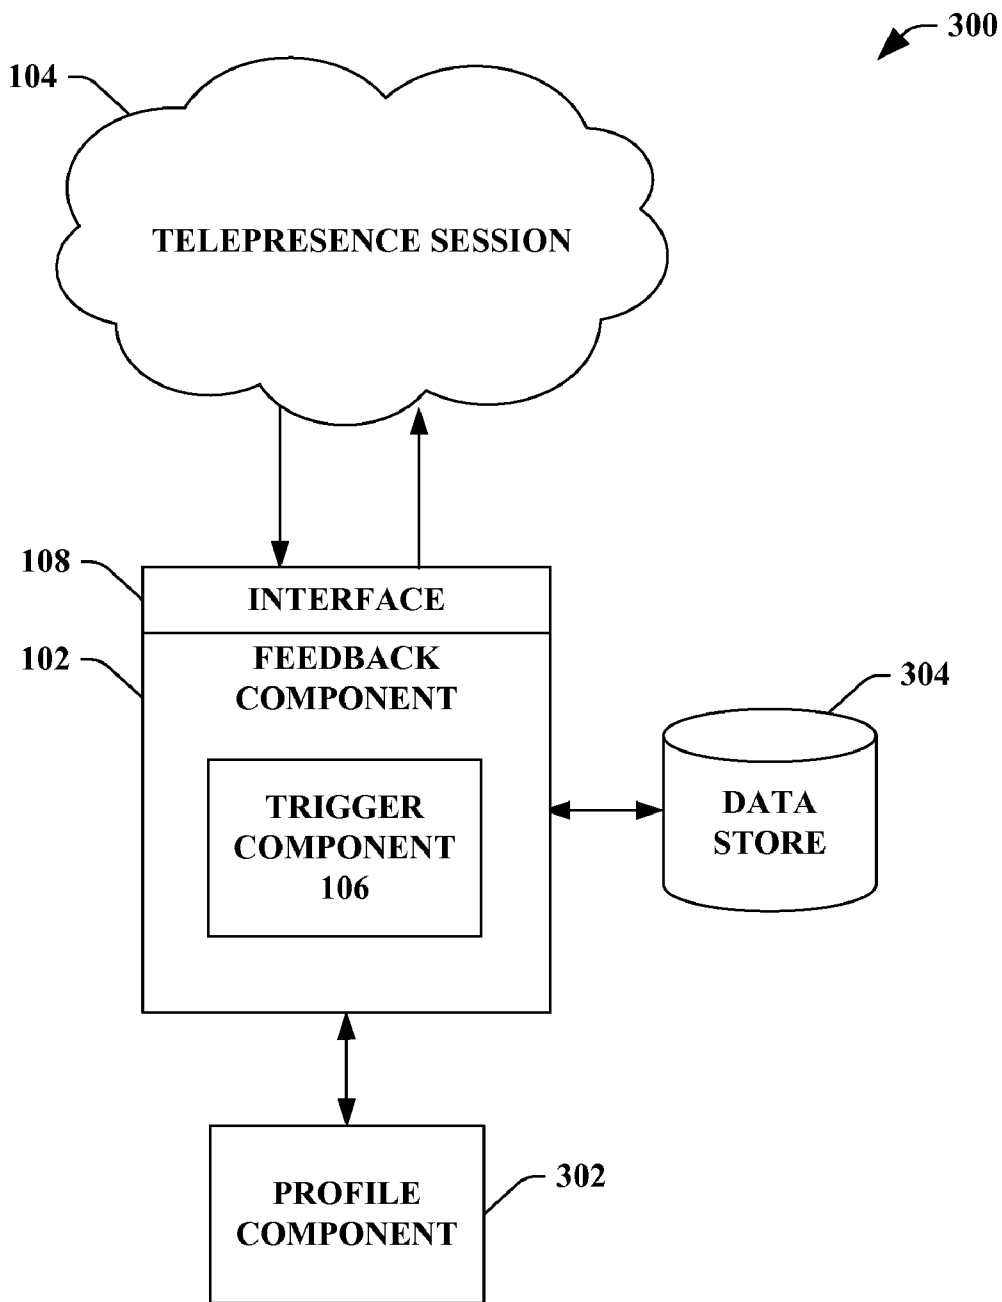 300
104
TELEPRESENCE SESSION
108
INTERFACE
102
FEEDBACK
COMPONENT
304
TRIGGER
COMPONENT
106
DATA
STORE
302
PROFILE
COMPONENT